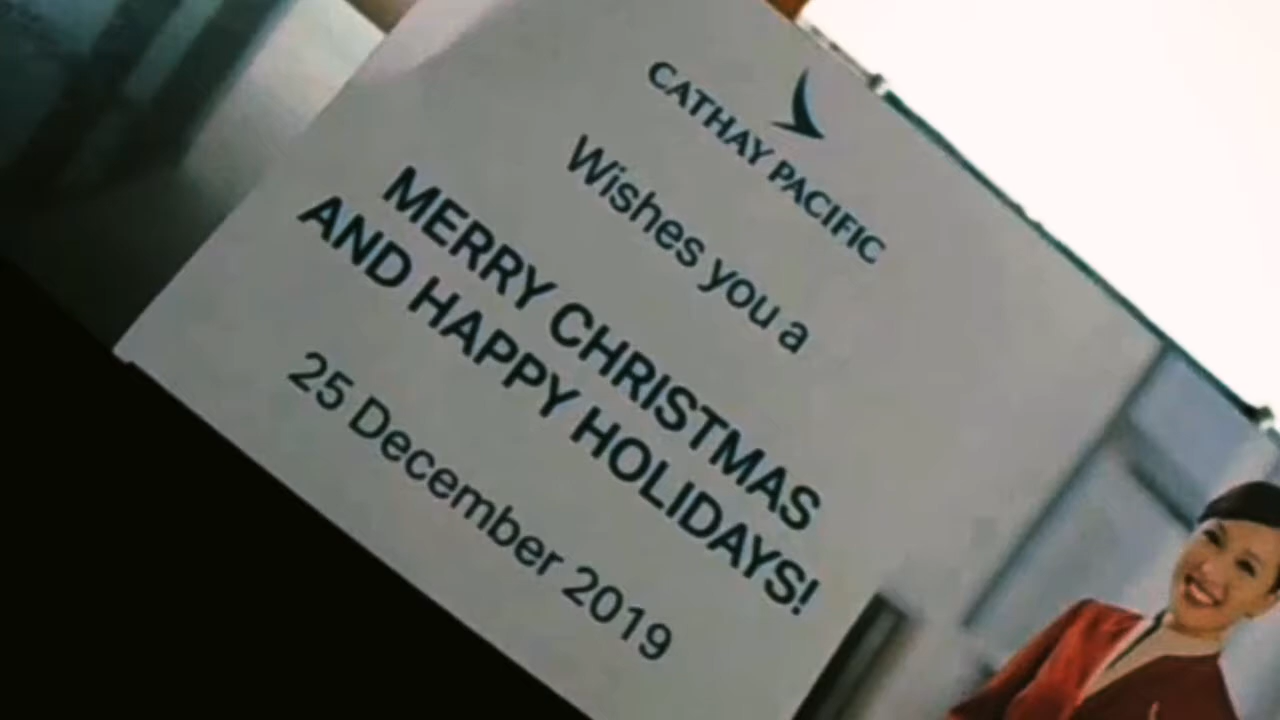 CATHAY PACIFIC
Wishes you a
MERRY CHRISTMAS
AND HAPPY HOLIDAYS!
25 December 2019